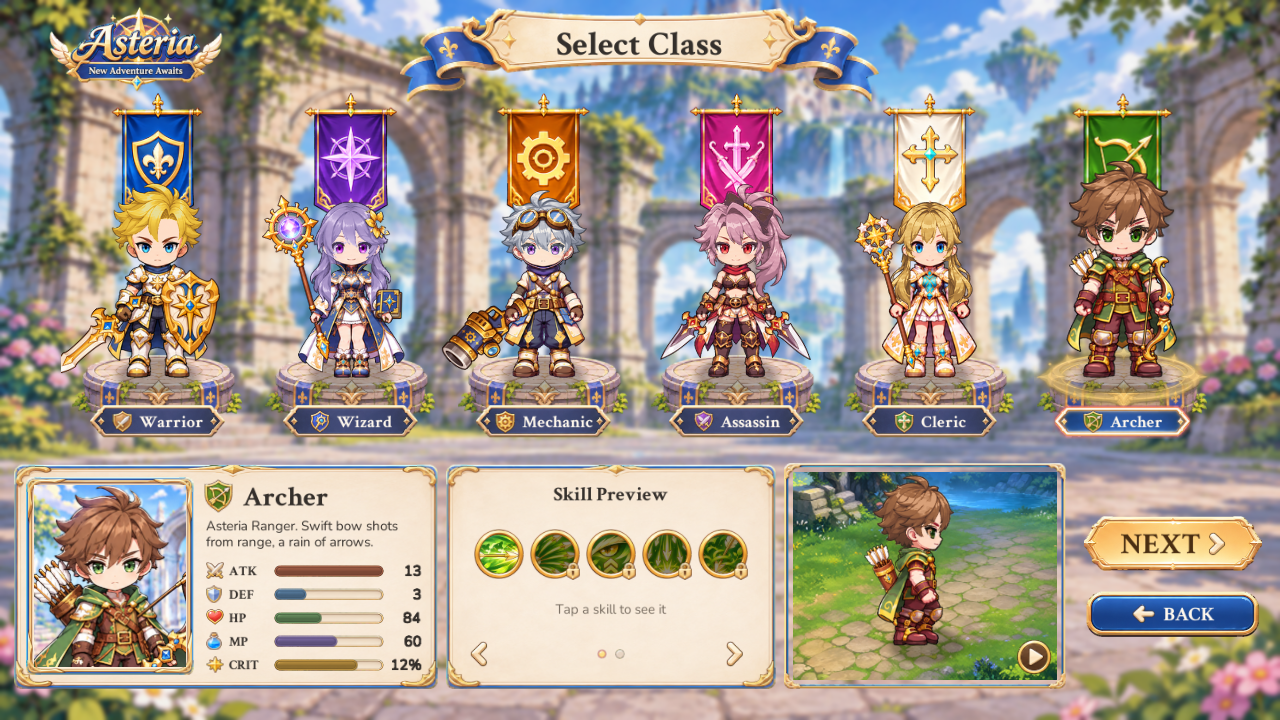 Asteria
New Adventure Awaits
Select Class
Warrior
Wizard
Mechanic
Assassin
Cleric
Archer
Archer
Asteria Ranger. Swift bow shots
from range, a rain of arrows.
ATK 13
DEF 3
HP 84
MP 60
CRIT 12%
Skill Preview
Tap a skill to see it
NEXT
BACK